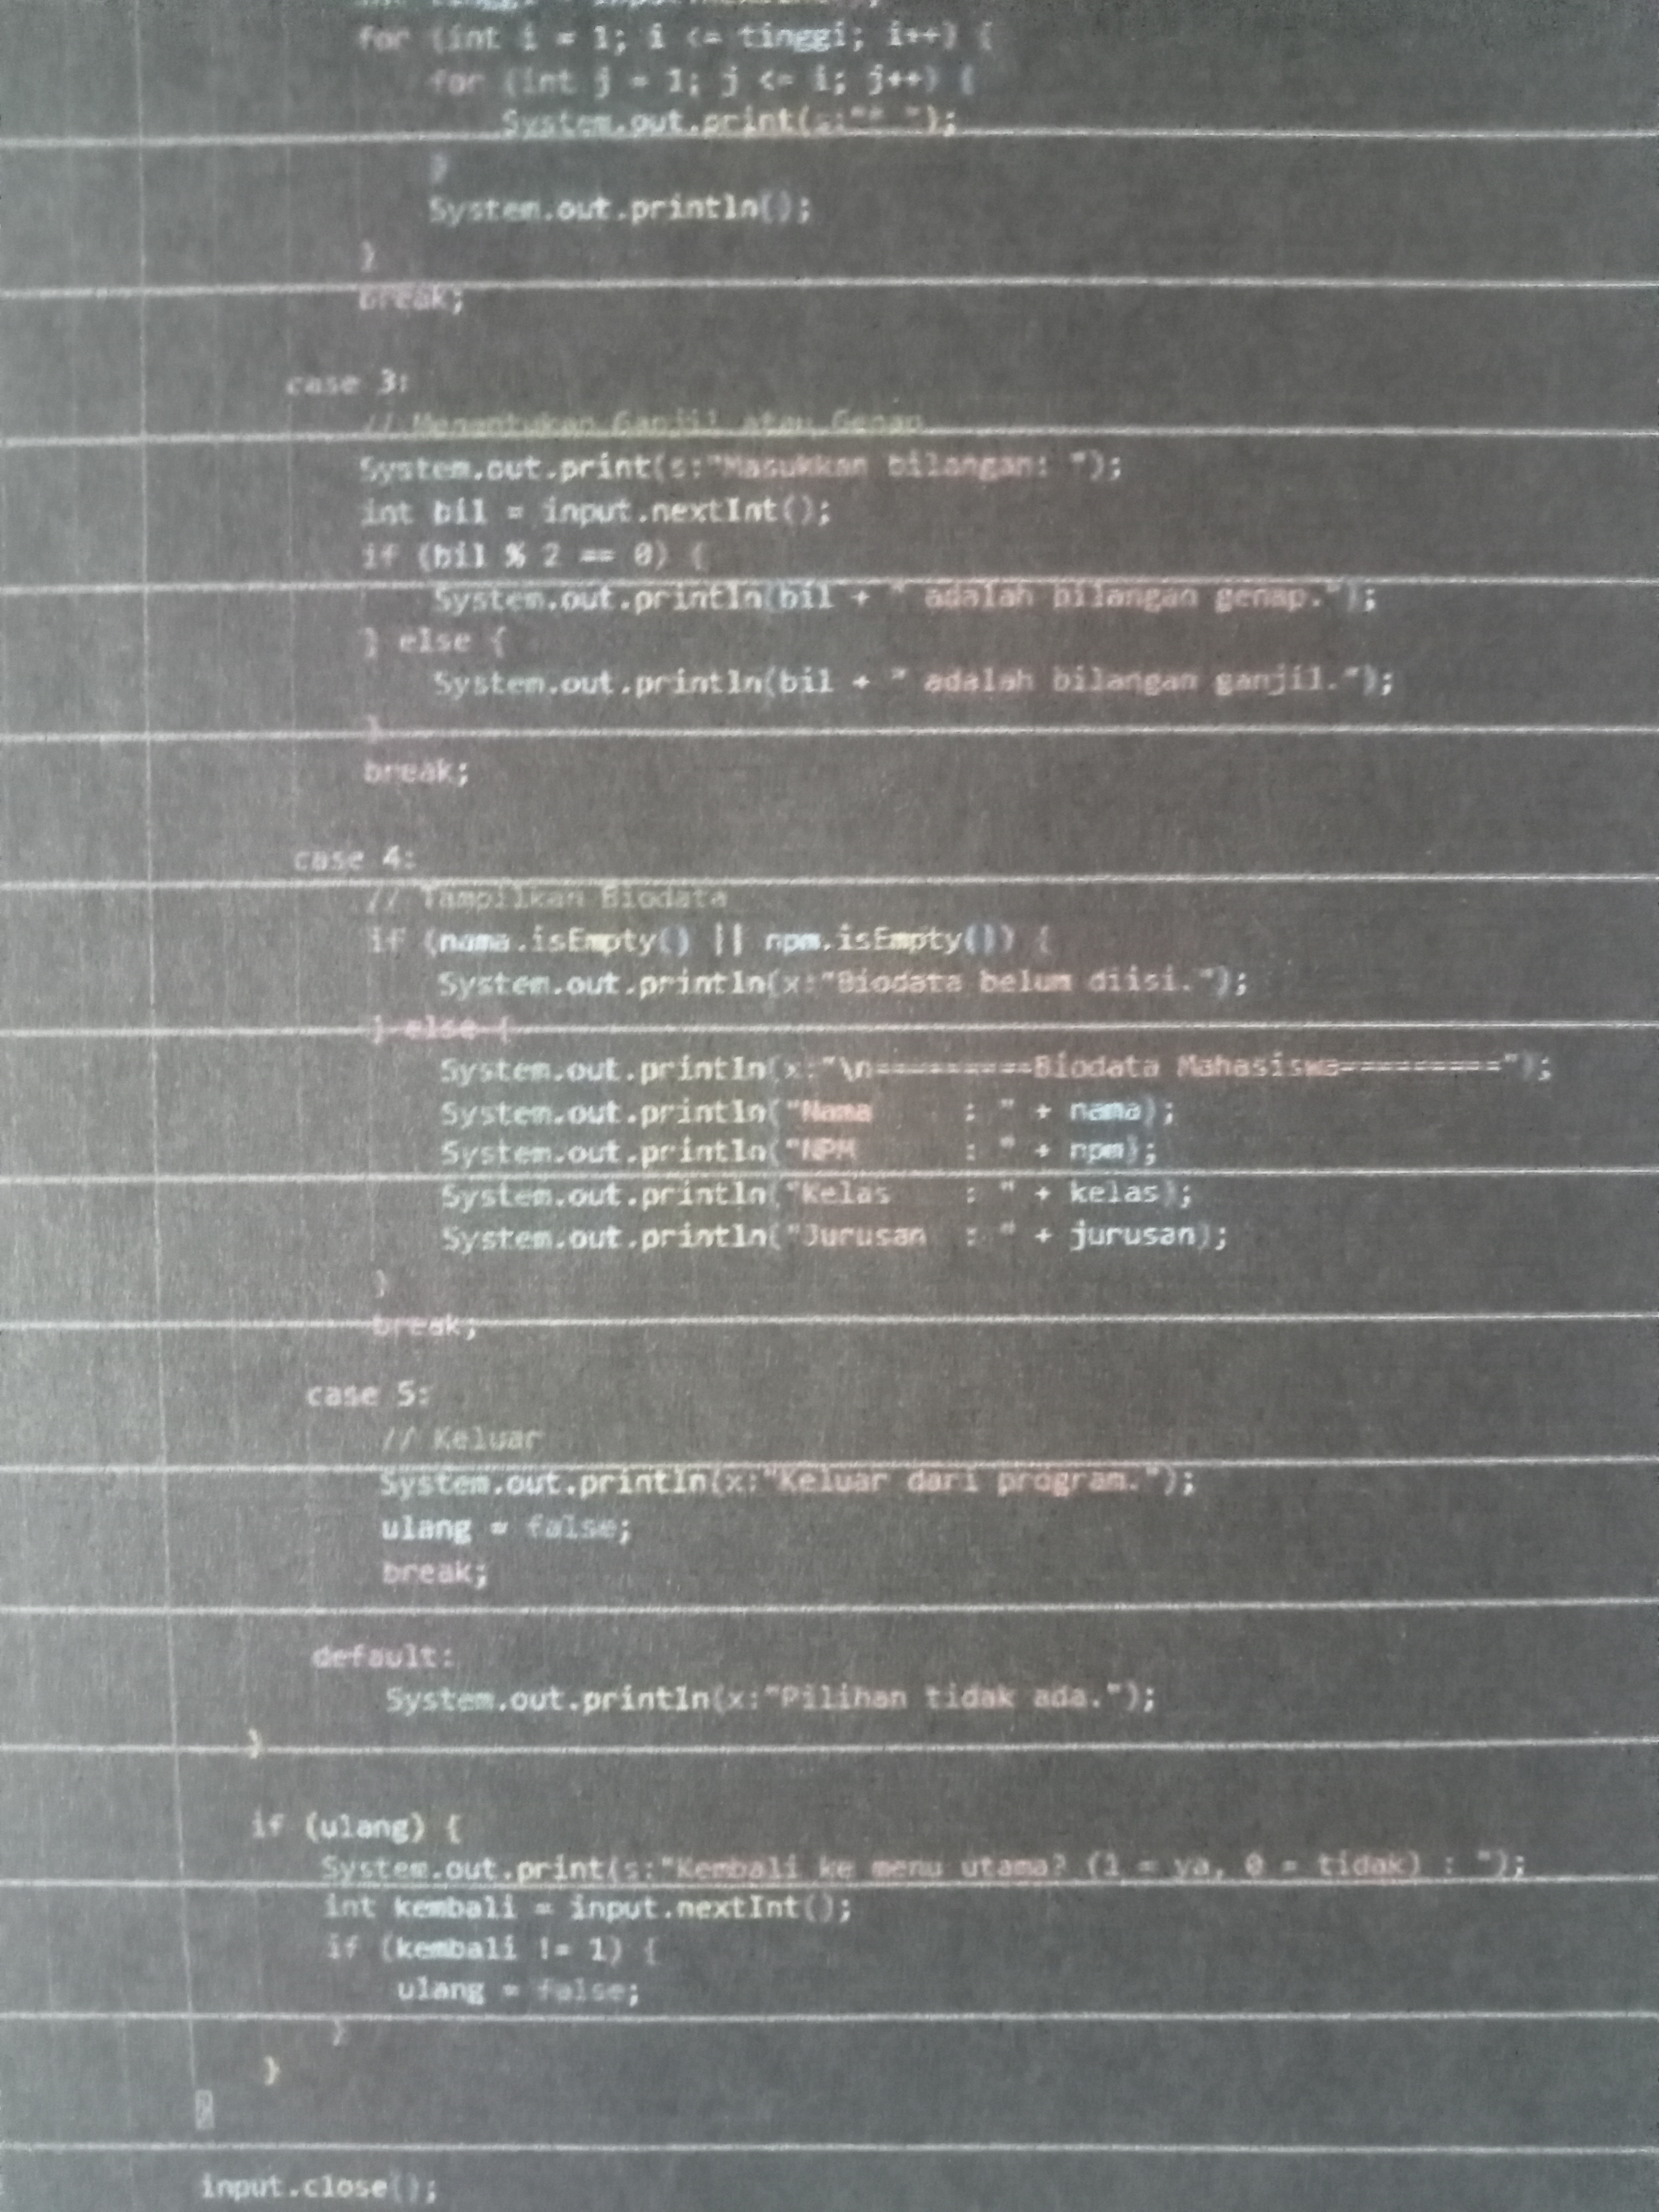 for (int i = 1; i <= tinggi; i++) {
for (int j = 1; j <= i; j++) {
System.out.print(s:"* ");
}
System.out.println();
}
break;
case 3:
// Menentukan Ganjil atau Genap
System.out.print(s:"Masukkan bilangan: ");
int bil = input.nextInt();
if (bil % 2 == 0) {
System.out.println(bil + " adalah bilangan genap.");
} else {
System.out.println(bil + " adalah bilangan ganjil.");
}
break;
case 4:
// Tampilkan Biodata
if (nama.isEmpty() || npm.isEmpty()) {
System.out.println(x:"Biodata belum diisi.");
} else {
System.out.println(x:"\n=========Biodata Mahasiswa=========");
System.out.println("Nama     : " + nama);
System.out.println("NPM      : " + npm);
System.out.println("Kelas    : " + kelas);
System.out.println("Jurusan  : " + jurusan);
}
break;
case 5:
// Keluar
System.out.println(x:"Keluar dari program.");
ulang = false;
break;
default:
System.out.println(x:"Pilihan tidak ada.");
}
if (ulang) {
System.out.print(s:"Kembali ke menu utama? (1 = ya, 0 = tidak) : ");
int kembali = input.nextInt();
if (kembali != 1) {
ulang = false;
}
}
}
input.close();